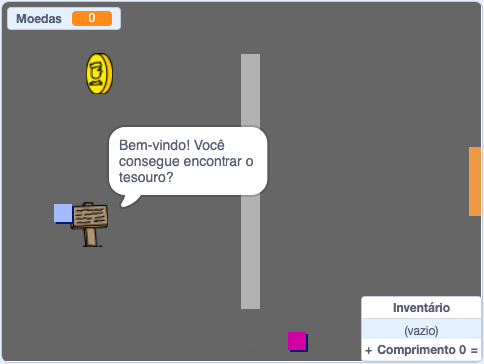 Moedas 0
Bem-vindo! Você
consegue encontrar o
tesouro?
Inventário
(vazio)
+ Comprimento 0 =